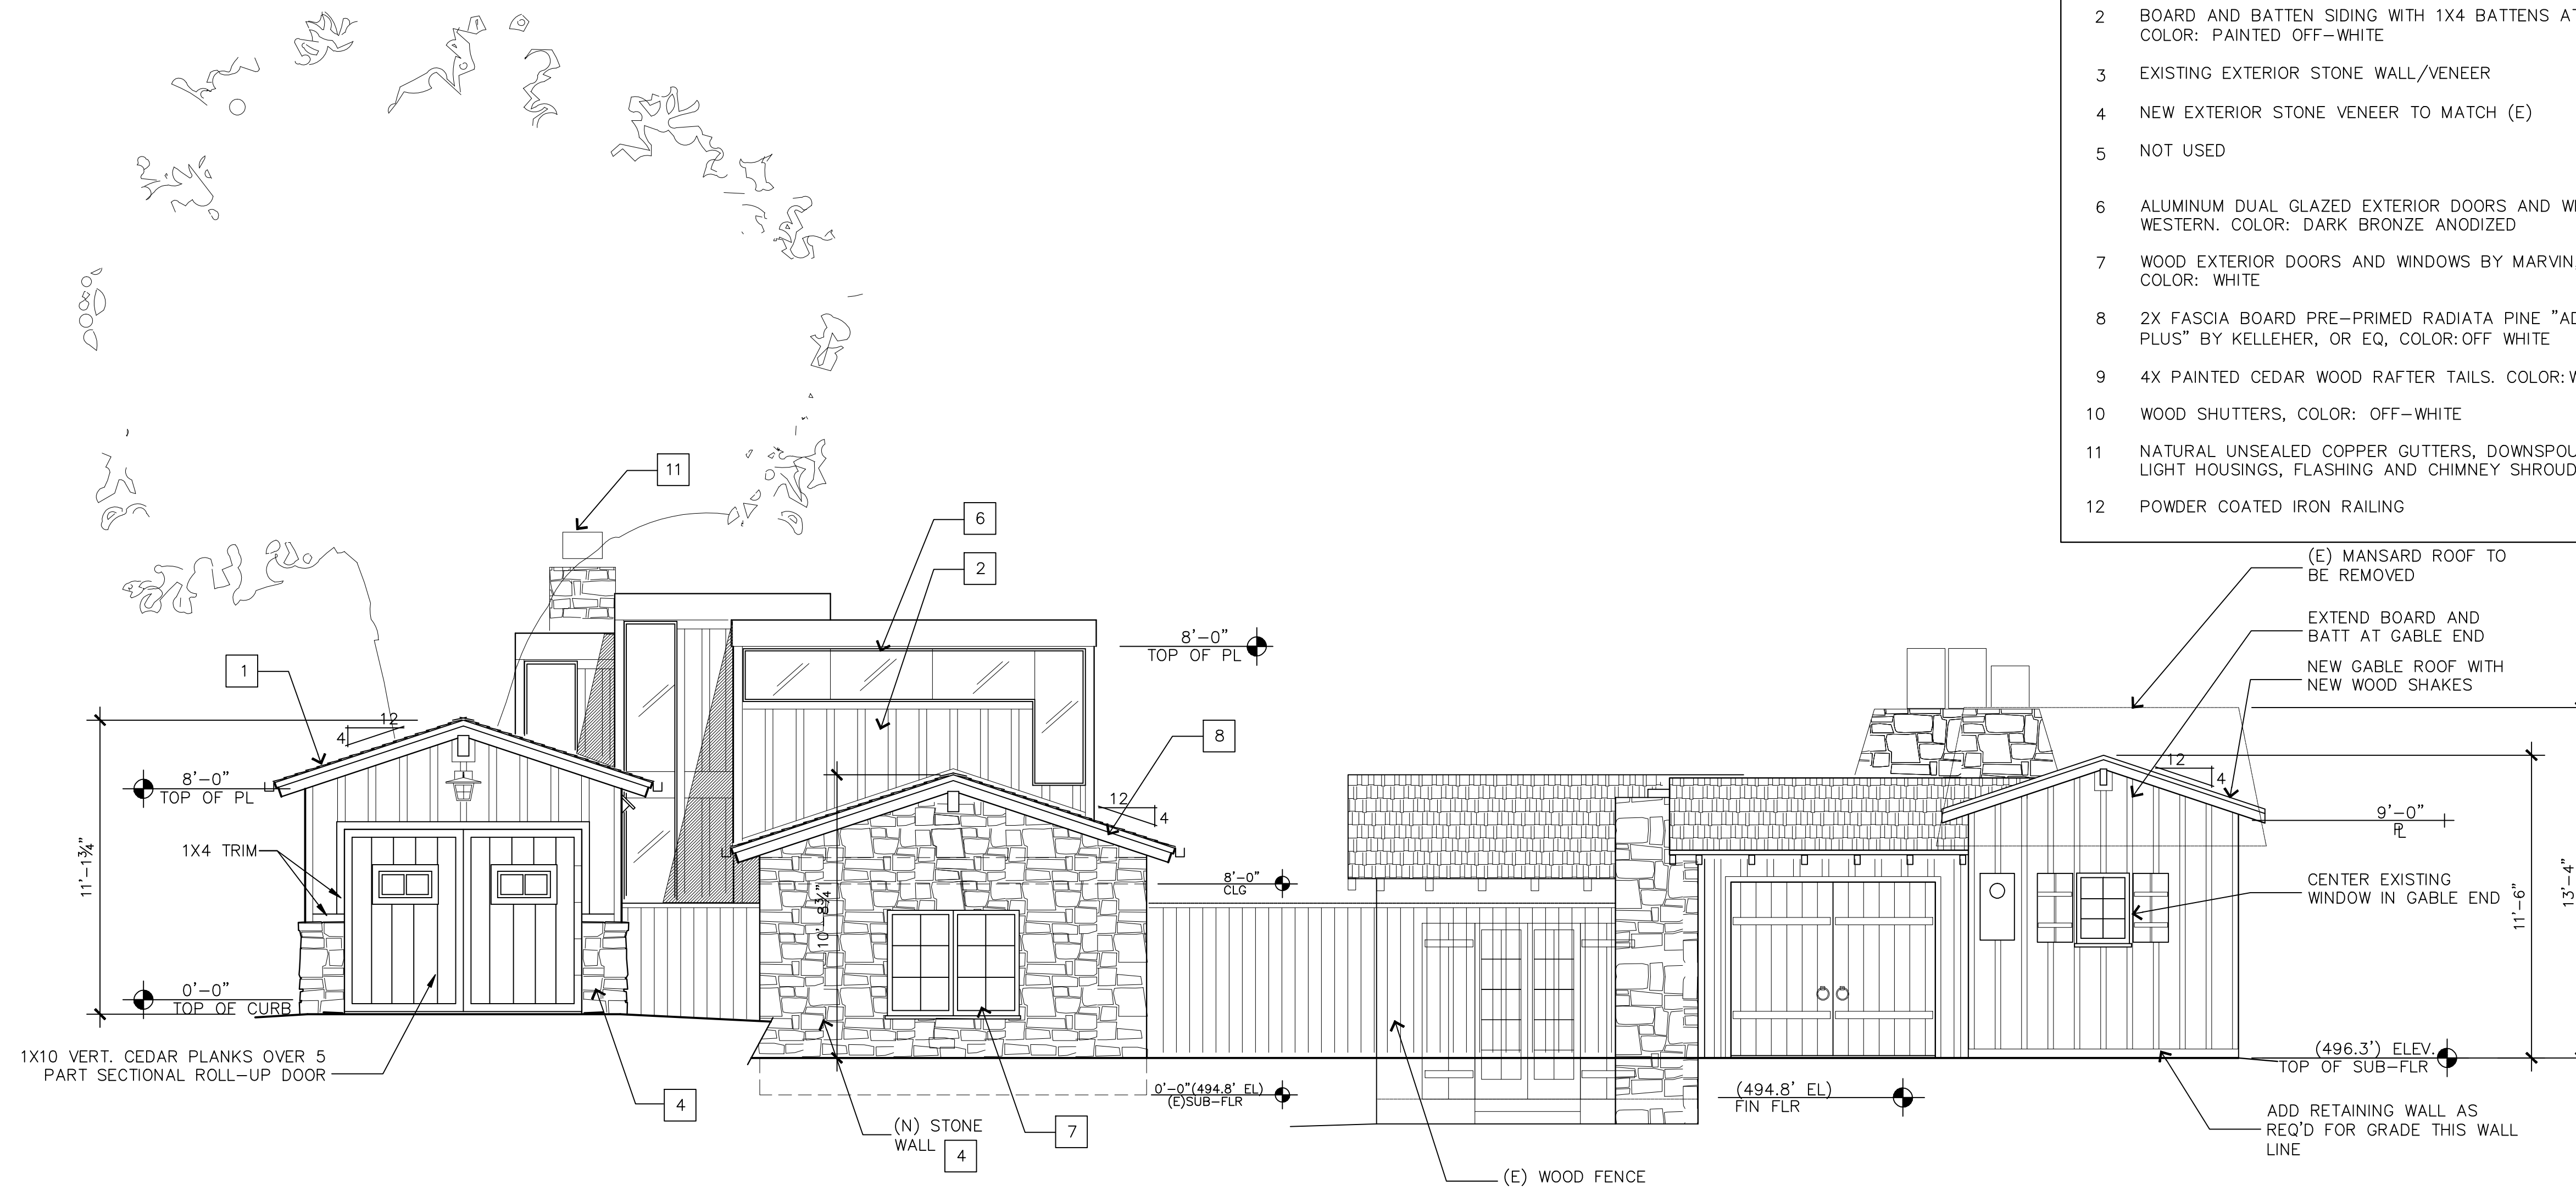 2 BOARD AND BATTEN SIDING WITH 1X4 BATTENS AT
COLOR: PAINTED OFF-WHITE
3 EXISTING EXTERIOR STONE WALL/VENEER
4 NEW EXTERIOR STONE VENEER TO MATCH (E)
5 NOT USED
6 ALUMINUM DUAL GLAZED EXTERIOR DOORS AND
WESTERN. COLOR: DARK BRONZE ANODIZED
7 WOOD EXTERIOR DOORS AND WINDOWS BY MARVIN
COLOR: WHITE
8 2X FASCIA BOARD PRE-PRIMED RADIATA PINE
PLUS" BY KELLEHER, OR EQ, COLOR: OFF WHITE
9 4X PAINTED CEDAR WOOD RAFTER TAILS. COLOR:
10 WOOD SHUTTERS, COLOR: OFF-WHITE
11 NATURAL UNSEALED COPPER GUTTERS,
LIGHT HOUSINGS, FLASHING AND CHIMNEY SHROUD
12 POWDER COATED IRON RAILING
(E) MANSARD ROOF TO
BE REMOVED
EXTEND BOARD AND
BATT AT GABLE END
NEW GABLE ROOF WITH
NEW WOOD SHAKES
11
6
2
8'-0"
TOP OF PL
1
8
12
4
12
4
12
4
8'-0"
TOP OF PL
9'-0"
PL
11'-1¾"
1X4 TRIM
10'-8¾"
8'-0"
CLG
CENTER EXISTING
WINDOW IN GABLE END
11'-6"
13'-4"
0'-0"
TOP OF CURB
1X10 VERT. CEDAR PLANKS OVER 5
PART SECTIONAL ROLL-UP DOOR
4
(N) STONE
WALL
4
7
0'-0"(494.8' EL)
(E)SUB-FLR
(E) WOOD FENCE
(494.8' EL)
FIN FLR
(496.3') ELEV.
TOP OF SUB-FLR
ADD RETAINING WALL AS
REQ'D FOR GRADE THIS WALL
LINE